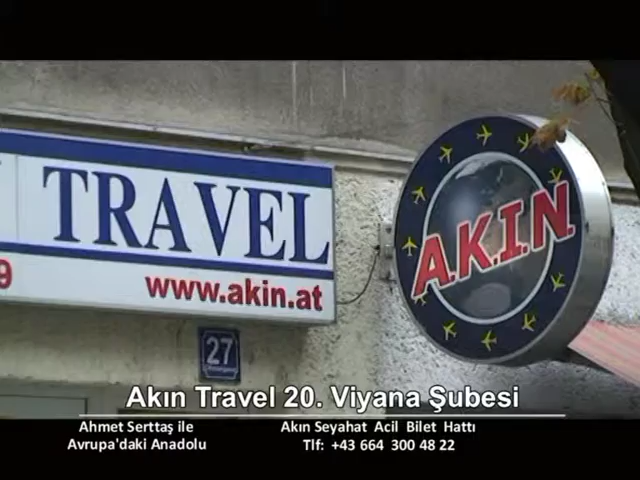 TRAVEL
9
www.akin.at
A.K.I.N.
27
Akın Travel 20. Viyana Şubesi
Ahmet Serttaş ile
Avrupa'daki Anadolu
Akın Seyahat Acil Bilet Hattı
Tlf: +43 664 300 48 22